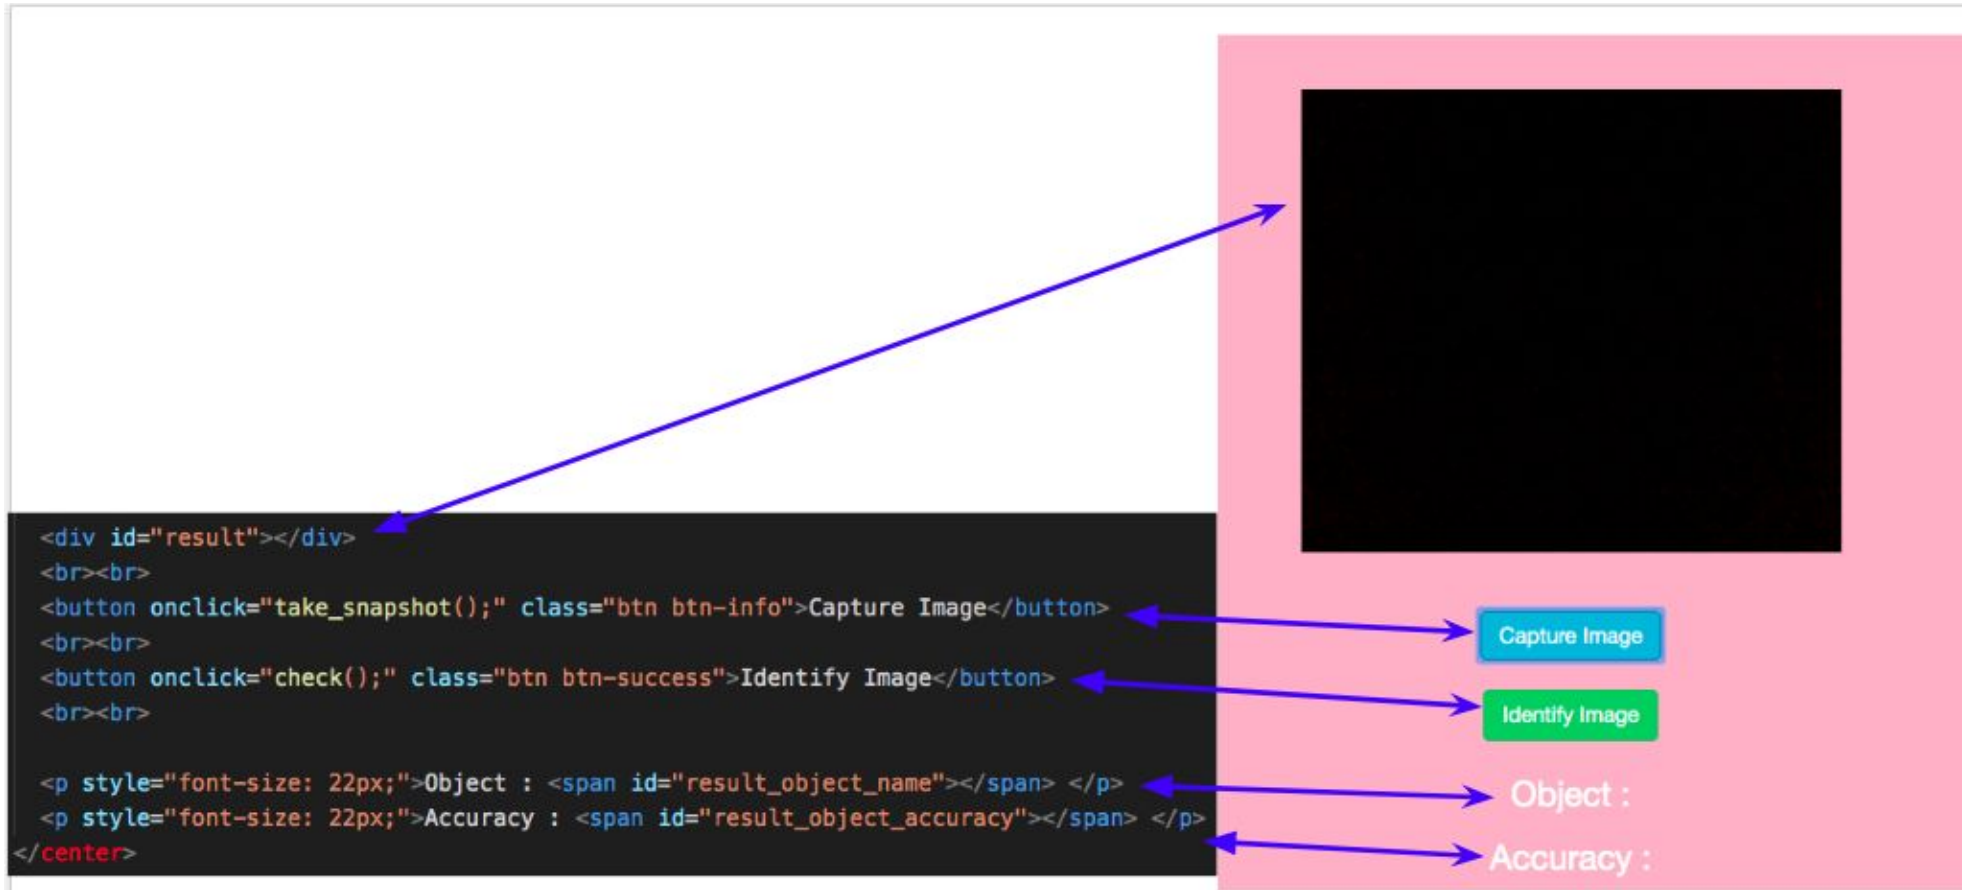 <div id="result"></div>
<br><br>
<button onclick="take_snapshot();" class="btn btn-info">Capture Image</button>
<br><br>
<button onclick="check();" class="btn btn-success">Identify Image</button>
<br><br>
<p style="font-size: 22px;">Object : <span id="result_object_name"></span> </p>
<p style="font-size: 22px;">Accuracy : <span id="result_object_accuracy"></span> </p>
</center>
Capture Image
Identify Image
Object :
Accuracy :